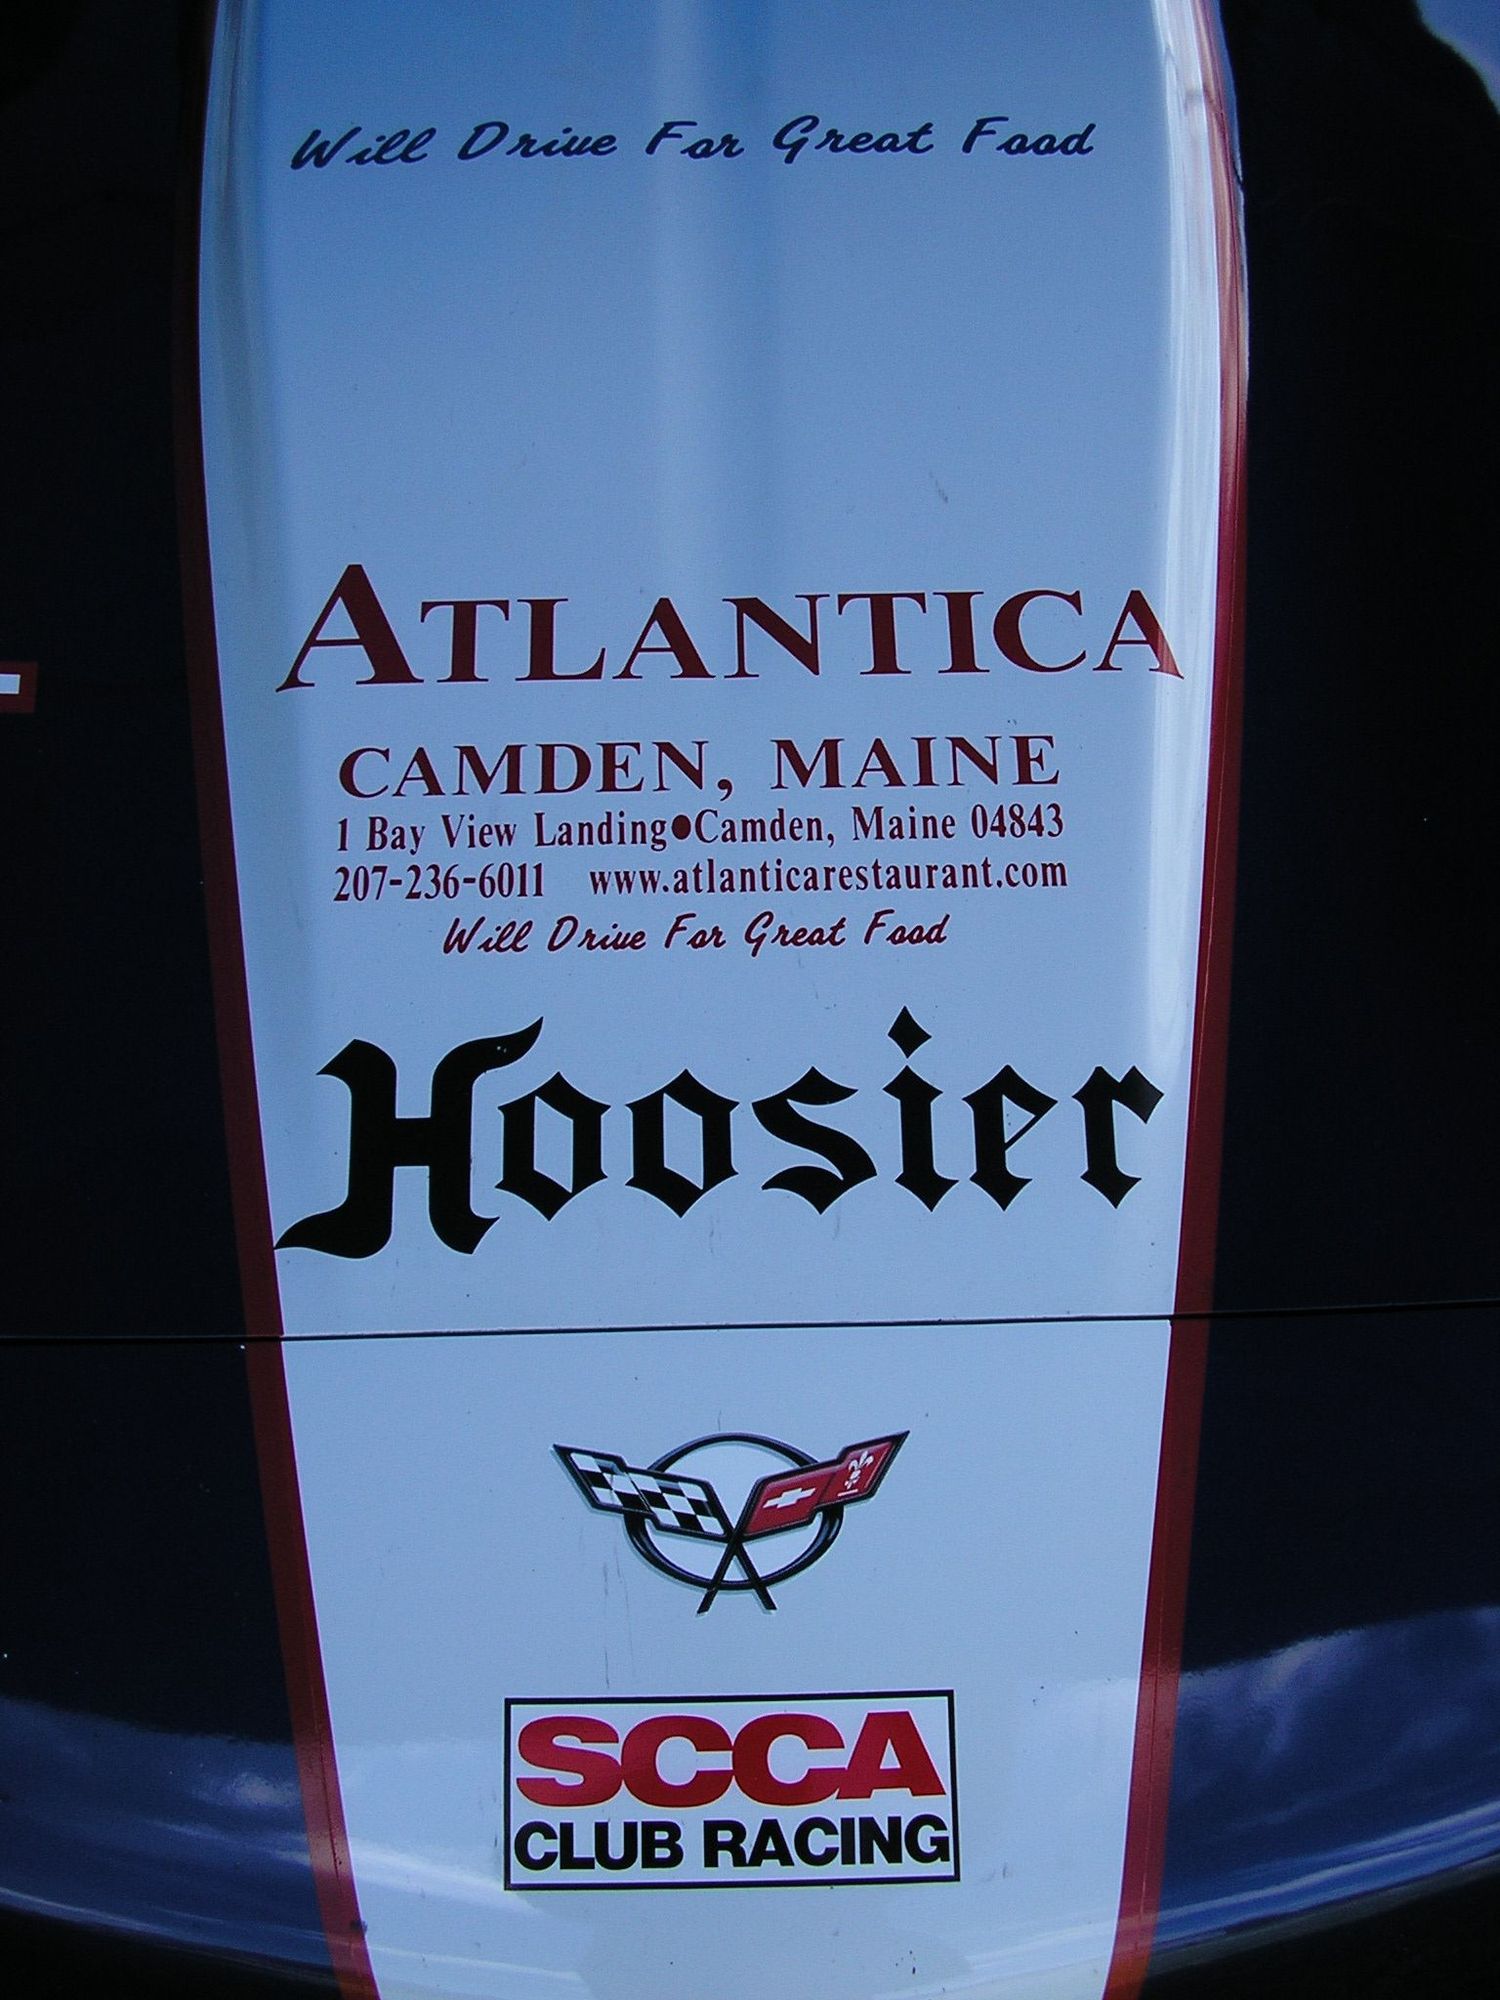 Will Drive For Great Food
ATLANTICA
CAMDEN, MAINE
1 Bay View Landing●Camden, Maine 04843
207-236-6011 www.atlanticarestaurant.com
Will Drive For Great Food
Hoosier
SCCA
CLUB RACING